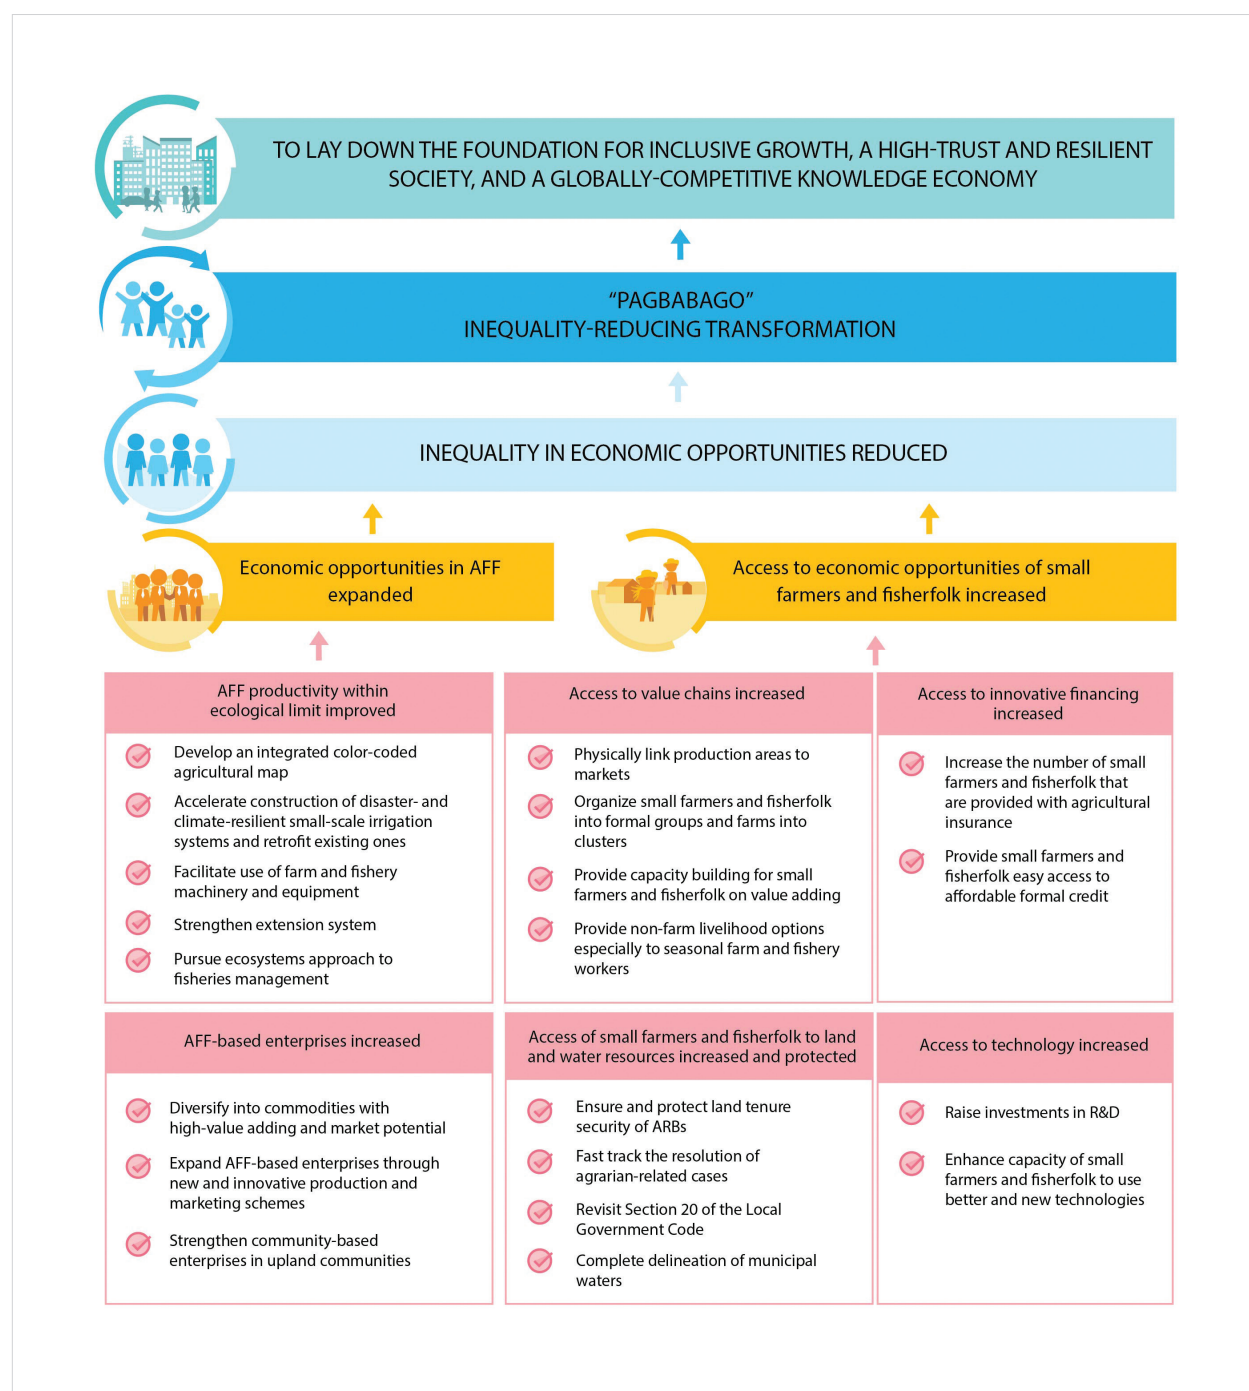 TO LAY DOWN THE FOUNDATION FOR INCLUSIVE GROWTH, A HIGH-TRUST AND RESILIENT
SOCIETY, AND A GLOBALLY-COMPETITIVE KNOWLEDGE ECONOMY
“PAGBABAGO”
INEQUALITY-REDUCING TRANSFORMATION
INEQUALITY IN ECONOMIC OPPORTUNITIES REDUCED
Economic opportunities in AFF
expanded
Access to economic opportunities of small
farmers and fisherfolk increased
AFF productivity within
ecological limit improved
Develop an integrated color-coded
agricultural map
Accelerate construction of disaster- and
climate-resilient small-scale irrigation
systems and retrofit existing ones
Facilitate use of farm and fishery
machinery and equipment
Strengthen extension system
Pursue ecosystems approach to
fisheries management
Access to value chains increased
Physically link production areas to
markets
Organize small farmers and fisherfolk
into formal groups and farms into
clusters
Provide capacity building for small
farmers and fisherfolk on value adding
Provide non-farm livelihood options
especially to seasonal farm and fishery
workers
Access to innovative financing
increased
Increase the number of small
farmers and fisherfolk that
are provided with agricultural
insurance
Provide small farmers and
fisherfolk easy access to
affordable formal credit
AFF-based enterprises increased
Diversify into commodities with
high-value adding and market potential
Expand AFF-based enterprises through
new and innovative production and
marketing schemes
Strengthen community-based
enterprises in upland communities
Access of small farmers and fisherfolk to land
and water resources increased and protected
Ensure and protect land tenure
security of ARBs
Fast track the resolution of
agrarian-related cases
Revisit Section 20 of the Local
Government Code
Complete delineation of municipal
waters
Access to technology increased
Raise investments in R&D
Enhance capacity of small
farmers and fisherfolk to use
better and new technologies